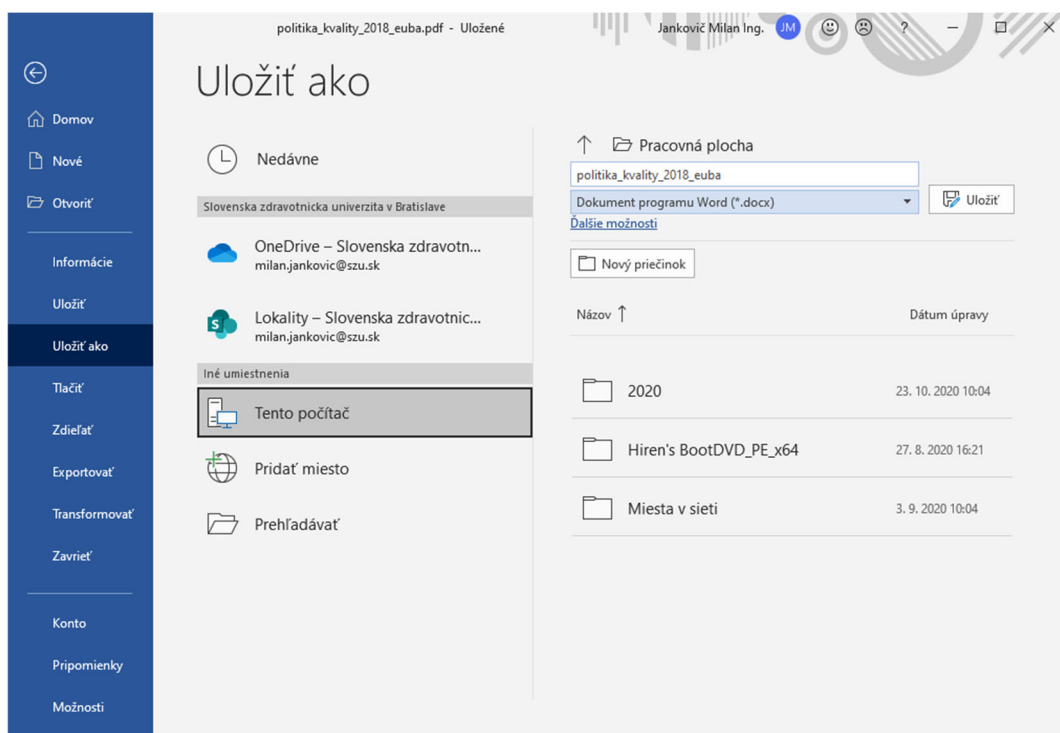 politika_kvality_2018_euba.pdf - Uložené
Jankovič Milan Ing.
JM
?
Domov
Nové
Otvoriť
Informácie
Uložiť
Uložiť ako
Tlačiť
Zdieľať
Exportovať
Transformovať
Zavrieť
Konto
Pripomienky
Možnosti
Uložiť ako
Nedávne
Slovenska zdravotnicka univerzita v Bratislave
OneDrive – Slovenska zdravotn...
milan.jankovic@szu.sk
S
Lokality – Slovenska zdravotnic...
milan.jankovic@szu.sk
Iné umiestnenia
Tento počítač
Pridať miesto
Prehľadávať
Pracovná plocha
politika_kvality_2018_euba
Dokument programu Word (*.docx)
Uložiť
Ďalšie možnosti
Nový priečinok
Názov ↑
Dátum úpravy
2020
23. 10. 2020 10:04
Hiren's BootDVD_PE_x64
27. 8. 2020 16:21
Miesta v sieti
3. 9. 2020 10:04